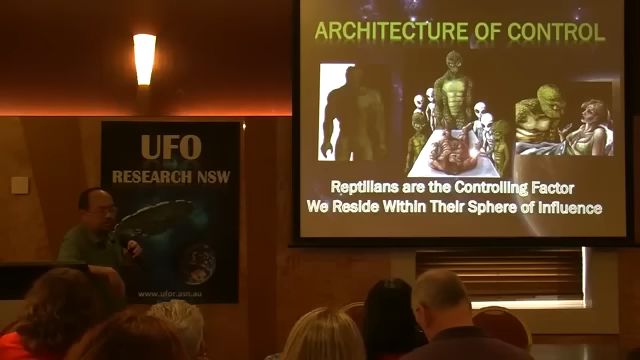 ARCHITECTURE OF CONTROL
UFO
RESEARCH NSW
Reptilians are the Controlling Factor
We Reside Within Their Sphere of Influence
www.ufor.asn.au